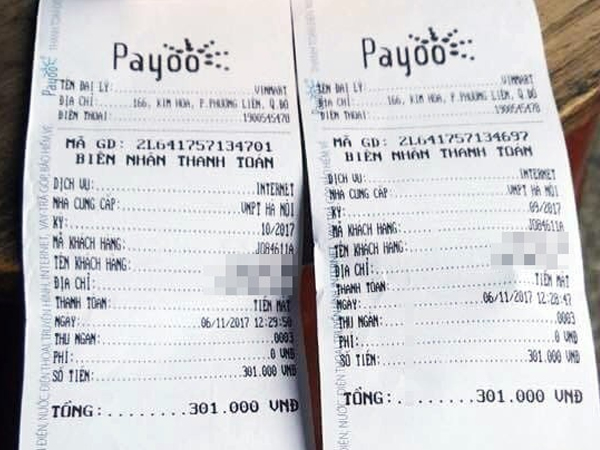 Payoo
TÊN ĐẠI LÝ: VINMART
ĐỊA CHỈ: 166, KIM HOA, P.PHƯƠNG LIÊN, Q.ĐỐ
ĐIỆN THOẠI: 1900545478
MÃ GD: 2L641757134701
BIÊN NHẬN THANH TOÁN
DỊCH VỤ: INTERNET
NHÀ CUNG CẤP: VNPT HÀ NỘI
KỲ: 10/2017
MÃ KHÁCH HÀNG: J084611A
TÊN KHÁCH HÀNG:
ĐỊA CHỈ:
THANH TOÁN: TIỀN MẶT
NGÀY: 06/11/2017 12:29:50
THU NGÂN: 0003
PHÍ: 0 VNĐ
SỐ TIỀN: 301.000 VNĐ
TỔNG:........301.000 VNĐ
Payoo
TÊN ĐẠI LÝ: VINMART
ĐỊA CHỈ: 166, KIM HOA, P.PHƯƠNG LIÊN, Q.ĐỐ
ĐIỆN THOẠI: 1900545478
MÃ GD: 2L641757134697
BIÊN NHẬN THANH TOÁN
DỊCH VỤ: INTERNET
NHÀ CUNG CẤP: VNPT HÀ NỘI
KỲ: 09/2017
MÃ KHÁCH HÀNG: J084611A
TÊN KHÁCH HÀNG:
ĐỊA CHỈ:
THANH TOÁN: TIỀN MẶT
NGÀY: 06/11/2017 12:28:47
THU NGÂN: 0003
PHÍ: 0 VNĐ
SỐ TIỀN: 301.000 VNĐ
TỔNG:........301.000 VNĐ